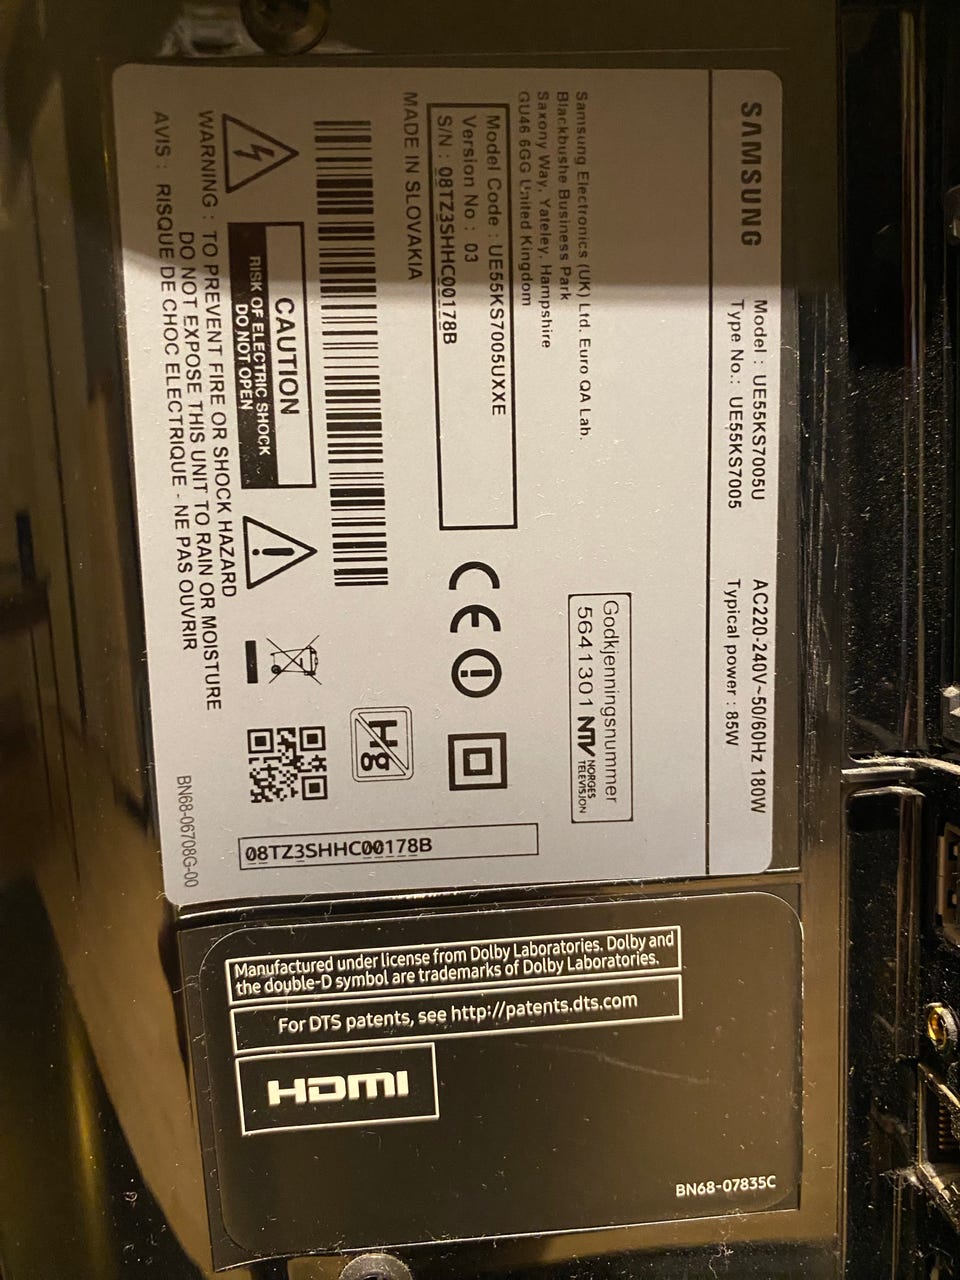 SAMSUNG
Model : UE55KS7005U
Type No.: UE55KS7005
AC220-240V~50/60Hz 180W
Typical power : 85W
Samsung Electronics (UK) Ltd. Euro QA Lab.
Blackbushe Business Park
Saxony Way, Yateley, Hampshire
GU46 6GG United Kingdom
Godkjenningsnummer
5641301 NTV NORGES
TELEVISJON
Model Code : UE55KS7005UXXE
Version No : 03
S/N : 08TZ3SHHC00178B
MADE IN SLOVAKIA
CE
Hg
CAUTION
RISK OF ELECTRIC SHOCK
DO NOT OPEN
WARNING : TO PREVENT FIRE OR SHOCK HAZARD
DO NOT EXPOSE THIS UNIT TO RAIN OR MOISTURE
AVIS : RISQUE DE CHOC ELECTRIQUE - NE PAS OUVRIR
08TZ3SHHC00178B
BN68-06708G-00
Manufactured under license from Dolby Laboratories. Dolby and
the double-D symbol are trademarks of Dolby Laboratories.
For DTS patents, see http://patents.dts.com
HDMI
BN68-07835C